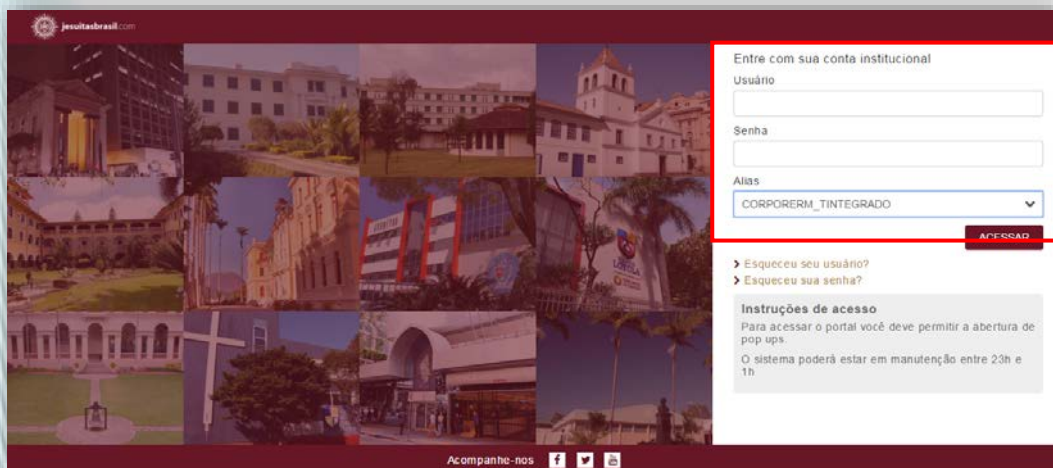 jesuitasbrasil.com
Entre com sua conta institucional
Usuário
Senha
Alias
CORPORERM_TINTEGRADO
ACESSAR
Esqueceu seu usuário?
Esqueceu sua senha?
Instruções de acesso
Para acessar o portal você deve permitir a abertura de
pop ups.
O sistema poderá estar em manutenção entre 23h e
1h
LOYOLA
Acompanhe-nos